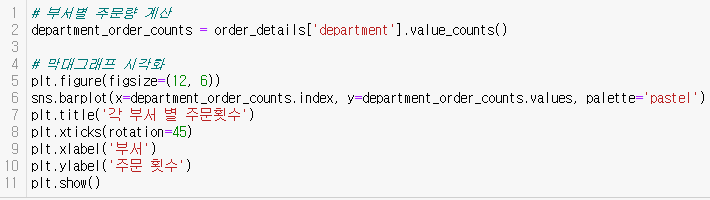 1 # 부서별 주문량 계산
2 department_order_counts = order_details['department'].value_counts()
3
4 # 막대그래프 시각화
5 plt.figure(figsize=(12, 6))
6 sns.barplot(x=department_order_counts.index, y=department_order_counts.values, palette='pastel')
7 plt.title('각 부서 별 주문횟수')
8 plt.xticks(rotation=45)
9 plt.xlabel('부서')
10 plt.ylabel('주문 횟수')
11 plt.show()